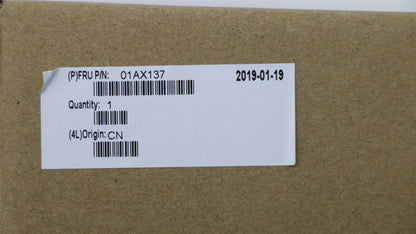 (P)FRU P/N: 01AX137 2019-01-19
Quantity: 1
(4L)Origin: CN